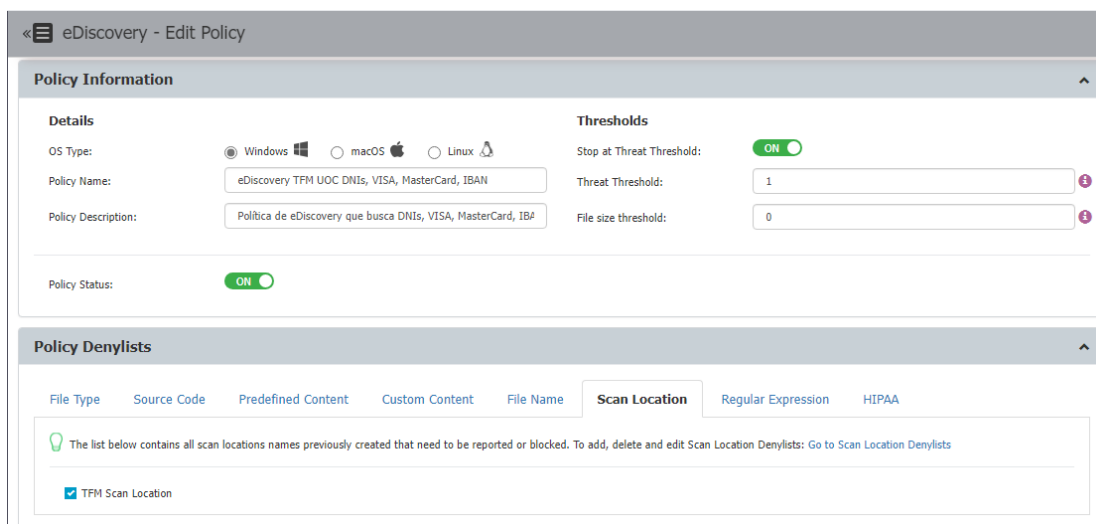 « eDiscovery - Edit Policy
Policy Information
Details
OS Type: Windows macOS Linux
Policy Name: eDiscovery TFM UOC DNIs, VISA, MasterCard, IBAN
Policy Description: Política de eDiscovery que busca DNIs, VISA, MasterCard, IBA
Policy Status: ON
Thresholds
Stop at Threat Threshold: ON
Threat Threshold: 1
File size threshold: 0
Policy Denylists
File Type Source Code Predefined Content Custom Content File Name Scan Location Regular Expression HIPAA
The list below contains all scan locations names previously created that need to be reported or blocked. To add, delete and edit Scan Location Denylists: Go to Scan Location Denylists
TFM Scan Location